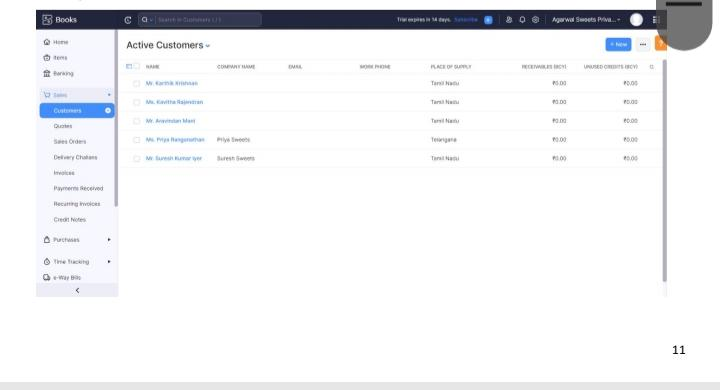 Books
Search in Customers ( / )
Trial expires in 14 days. Subscribe
Agarwal Sweets Priva...
Home
Items
Banking
Sales
Customers
Quotes
Sales Orders
Delivery Challans
Invoices
Payments Received
Recurring Invoices
Credit Notes
Purchases
Time Tracking
e-Way Bills
Active Customers
+ New
NAME COMPANY NAME EMAIL WORK PHONE PLACE OF SUPPLY RECEIVABLES (BCY) UNUSED CREDITS (BCY)
Mr. Karthik Krishnan Tamil Nadu ₹0.00 ₹0.00
Ms. Kavitha Rajendran Tamil Nadu ₹0.00 ₹0.00
Mr. Aravindan Mani Tamil Nadu ₹0.00 ₹0.00
Ms. Priya Ranganathan Priya Sweets Telangana ₹0.00 ₹0.00
Mr. Suresh Kumar Iyer Suresh Sweets Tamil Nadu ₹0.00 ₹0.00
11